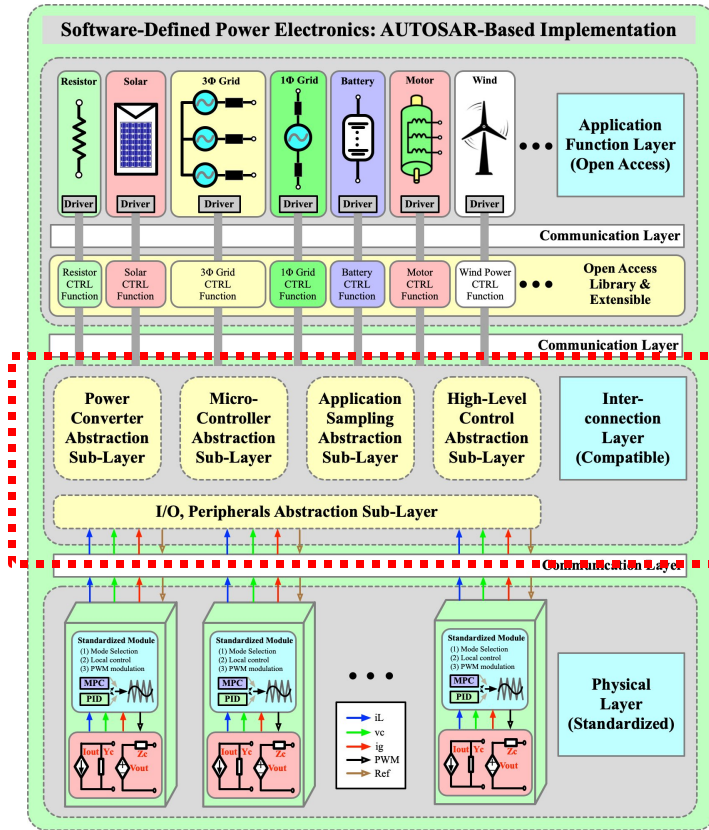 Software-Defined Power Electronics: AUTOSAR-Based Implementation
Resistor
Solar
3Φ Grid
1Φ Grid
Battery
Motor
Wind
Driver
Driver
Driver
Driver
Driver
Driver
Driver
Application
Function Layer
(Open Access)
Communication Layer
Resistor
CTRL
Function
Solar
CTRL
Function
3Φ Grid
CTRL
Function
1Φ Grid
CTRL
Function
Battery
CTRL
Function
Motor
CTRL
Function
Wind Power
CTRL
Function
Open Access
Library &
Extensible
Communication Layer
Power
Converter
Abstraction
Sub-Layer
Micro-
Controller
Abstraction
Sub-Layer
Application
Sampling
Abstraction
Sub-Layer
High-Level
Control
Abstraction
Sub-Layer
Inter-
connection
Layer
(Compatible)
I/O, Peripherals Abstraction Sub-Layer
Communication Layer
Standardized Module
(1) Mode Selection
(2) Local control
(3) PWM modulation
MPC
PID
Iout
Yc
Zc
Vout
Standardized Module
(1) Mode Selection
(2) Local control
(3) PWM modulation
MPC
PID
Iout
Yc
Zc
Vout
iL
vc
ig
PWM
Ref
Standardized Module
(1) Mode Selection
(2) Local control
(3) PWM modulation
MPC
PID
Iout
Yc
Zc
Vout
Physical
Layer
(Standardized)